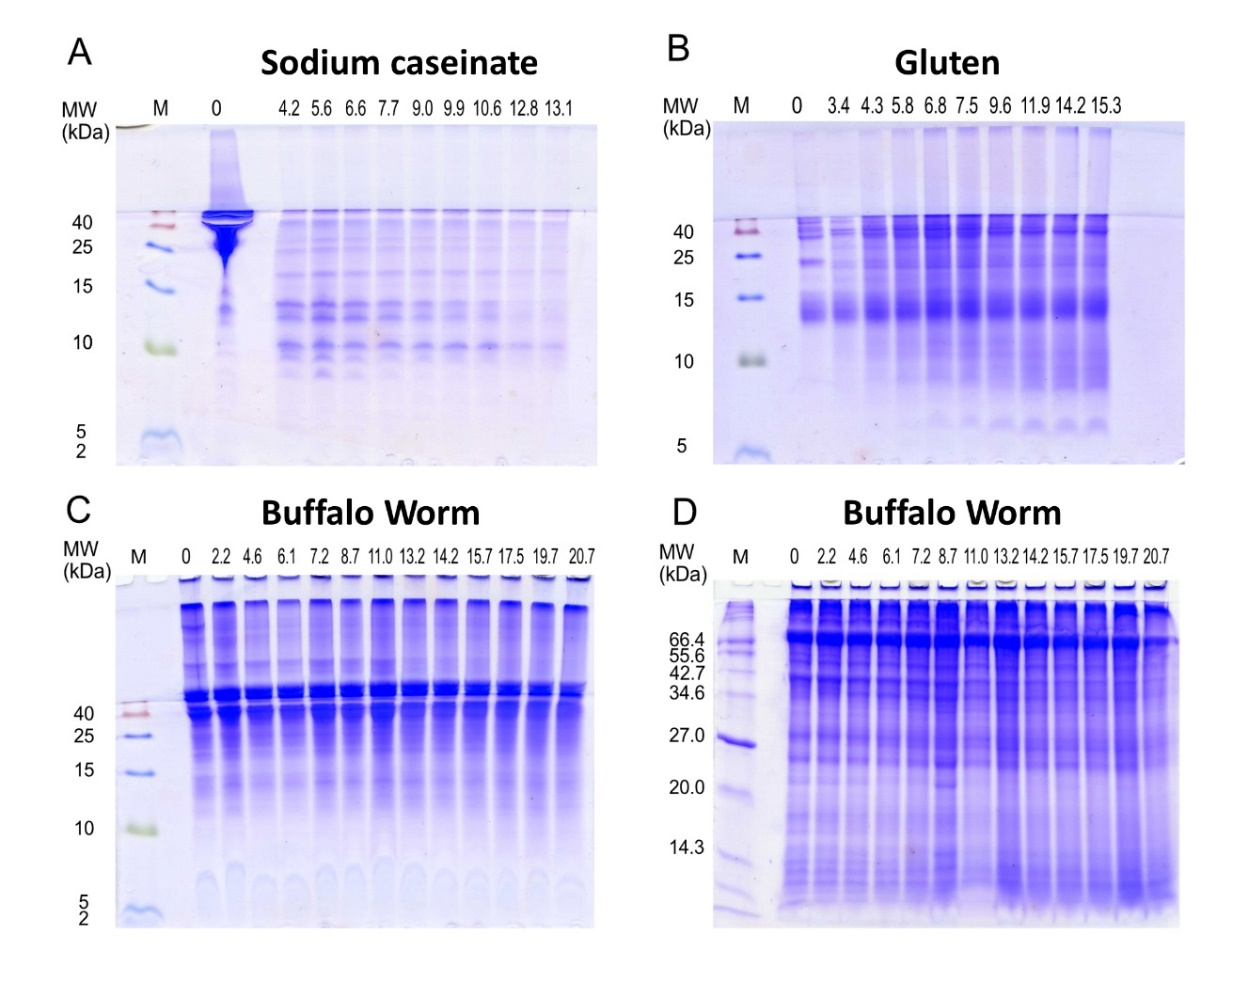 A
Sodium caseinate
MW
(kDa)
M 0 4.2 5.6 6.6 7.7 9.0 9.9 10.6 12.8 13.1
40
25
15
10
5
2
B
Gluten
MW
(kDa)
M 0 3.4 4.3 5.8 6.8 7.5 9.6 11.9 14.2 15.3
40
25
15
10
5
C
Buffalo Worm
MW
(kDa)
M 0 2.2 4.6 6.1 7.2 8.7 11.0 13.2 14.2 15.7 17.5 19.7 20.7
40
25
15
10
5
2
D
Buffalo Worm
MW
(kDa)
M 0 2.2 4.6 6.1 7.2 8.7 11.0 13.2 14.2 15.7 17.5 19.7 20.7
66.4
55.6
42.7
34.6
27.0
20.0
14.3